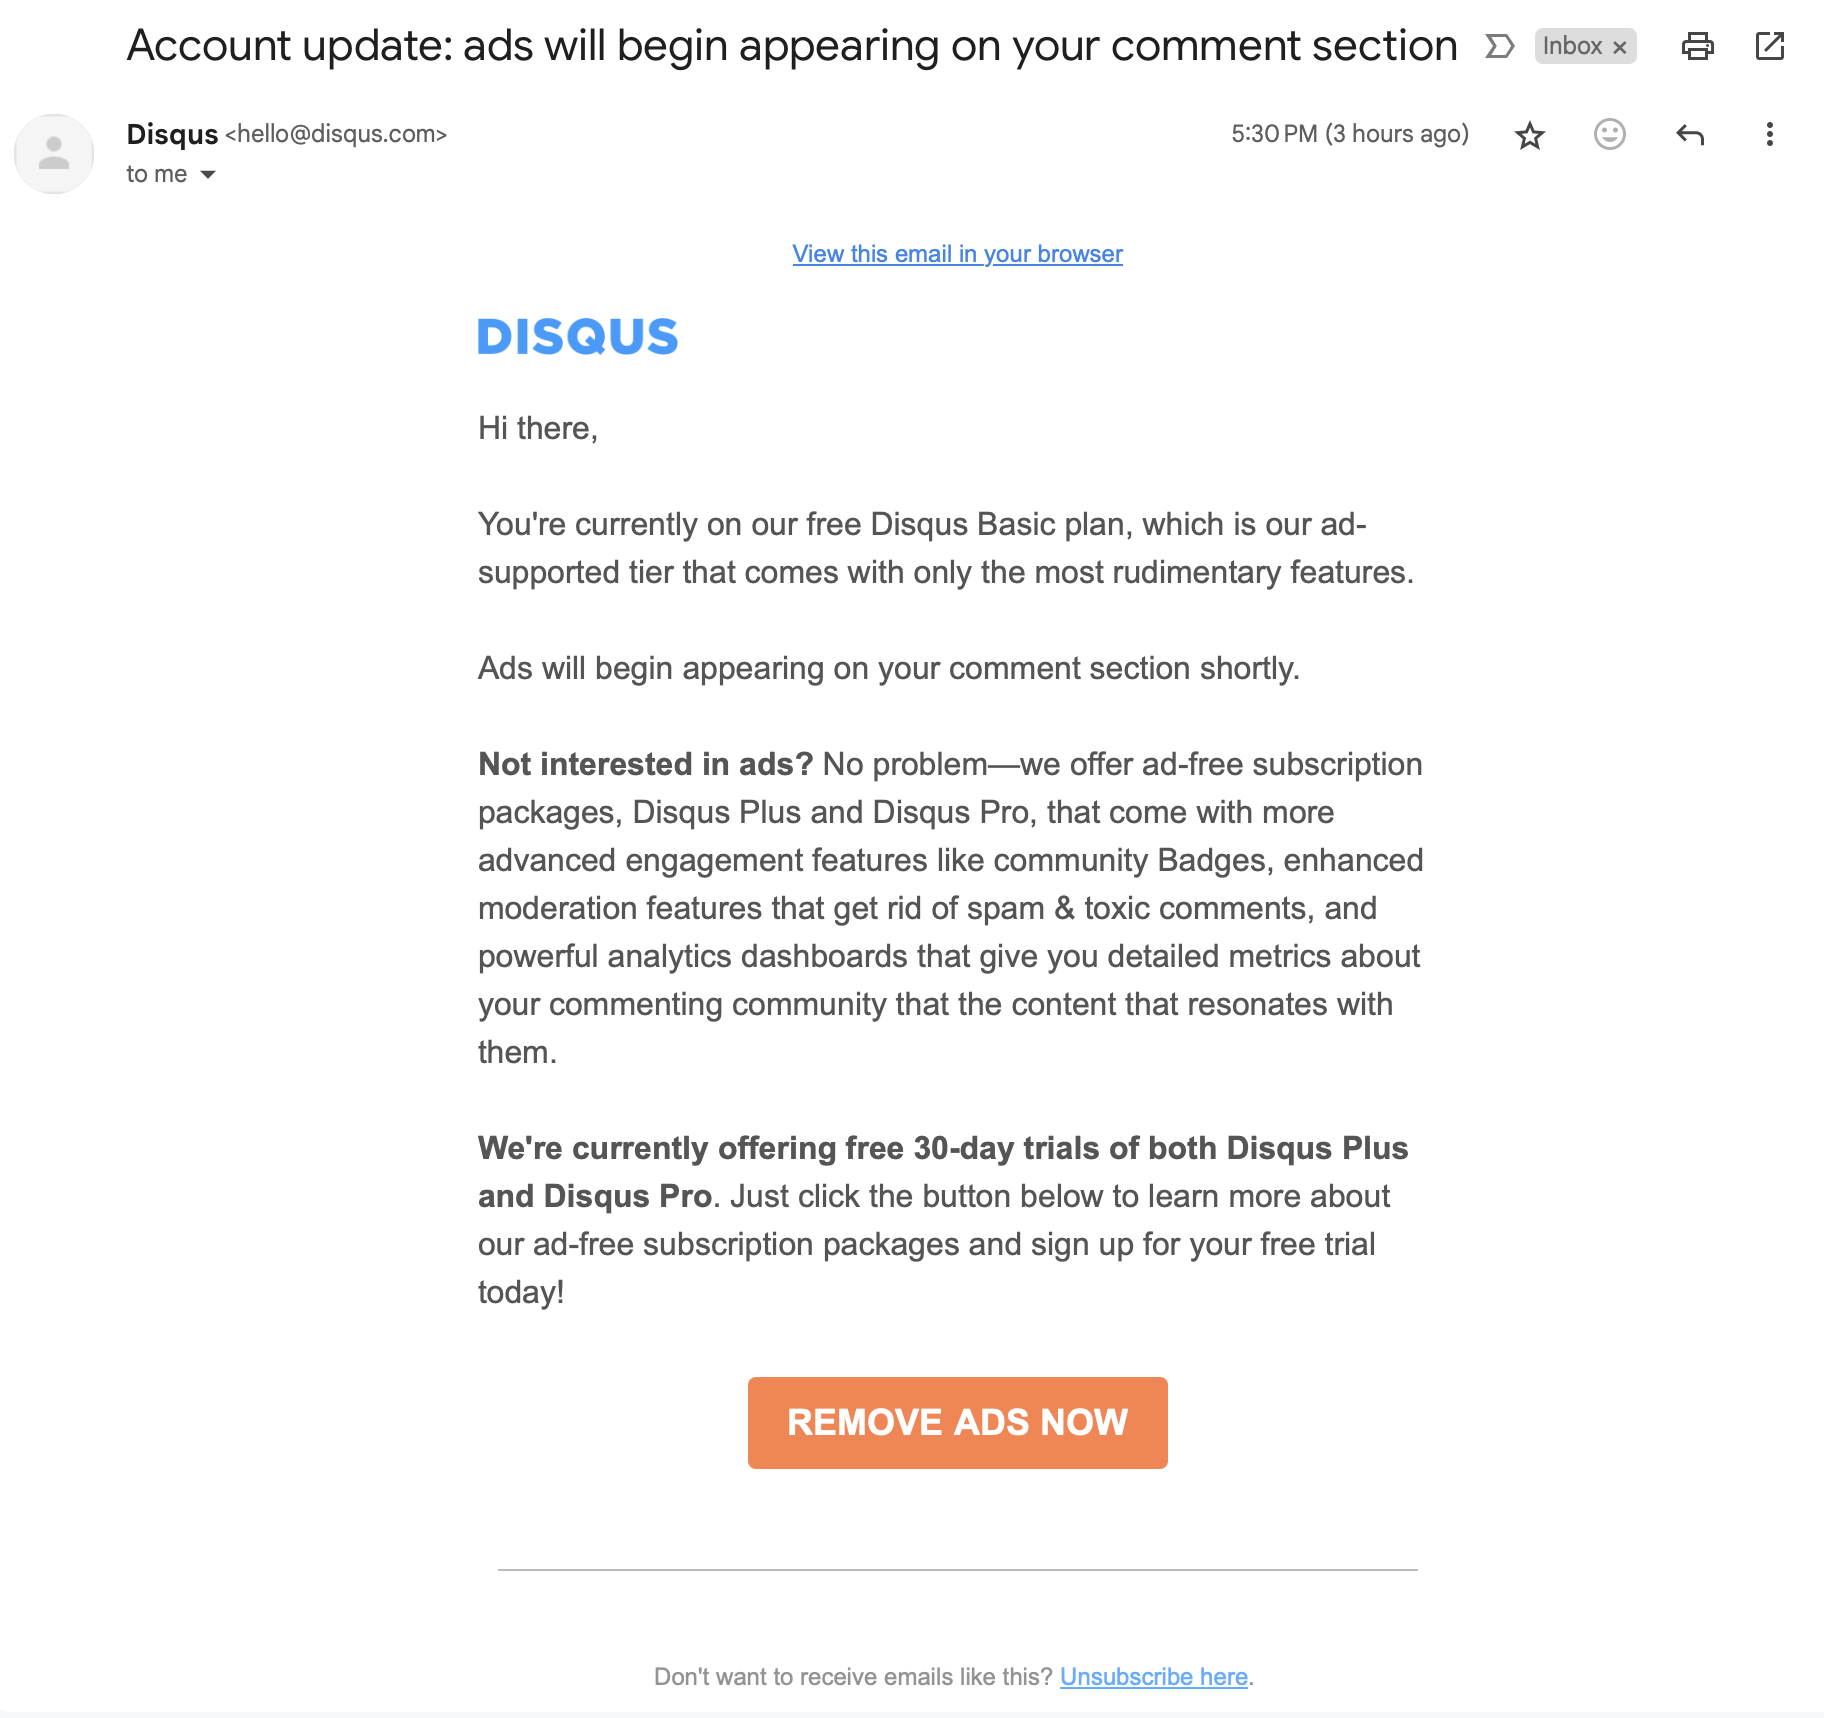 Account update: ads will begin appearing on your comment section
Inbox ×
Disqus <hello@disqus.com>
5:30 PM (3 hours ago)
to me
View this email in your browser
DISQUS
Hi there,
You're currently on our free Disqus Basic plan, which is our ad-
supported tier that comes with only the most rudimentary features.
Ads will begin appearing on your comment section shortly.
Not interested in ads? No problem—we offer ad-free subscription
packages, Disqus Plus and Disqus Pro, that come with more
advanced engagement features like community Badges, enhanced
moderation features that get rid of spam & toxic comments, and
powerful analytics dashboards that give you detailed metrics about
your commenting community that the content that resonates with
them.
We're currently offering free 30-day trials of both Disqus Plus
and Disqus Pro. Just click the button below to learn more about
our ad-free subscription packages and sign up for your free trial
today!
REMOVE ADS NOW
Don't want to receive emails like this? Unsubscribe here.